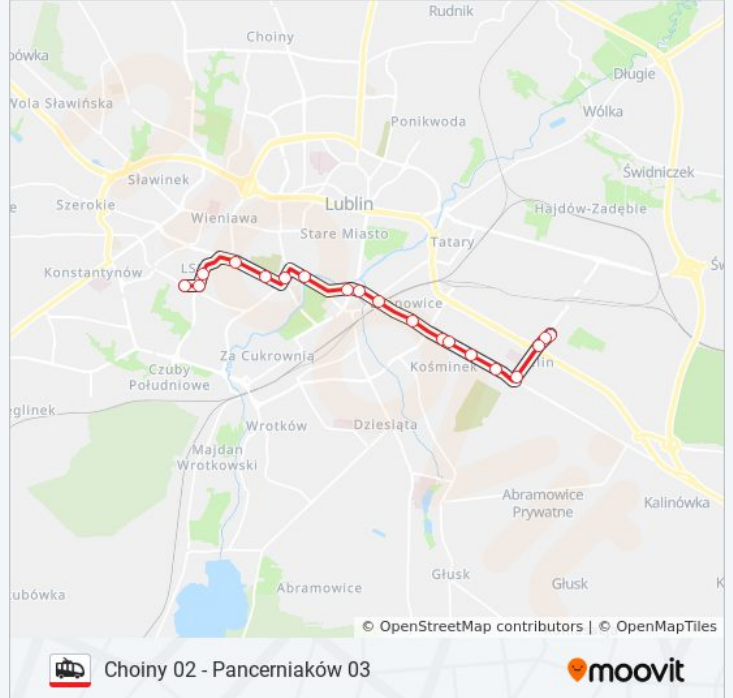 Rudnik
Choiny
ówka
Długie
Wola Sławińska
Wólka
Ponikwoda
Świdniczek
Sławinek
Szerokie
Lublin
Hajdów-Zadębie
Wieniawa
Stare Miasto
Tatary
Konstantynów
LS
Św
nowice
Za Cukrownią
Kośminek
lin
Czuby
Południowe
eglinek
Wrotków
Dziesiąta
Majdan
Wrotkowski
Abramowice
Prywatne
Kalinówka
Głusk
Głusk
Abramowice
K
ubówka
© OpenStreetMap contributors | © OpenMapTiles
Choiny 02 - Pancerniaków 03
moovit